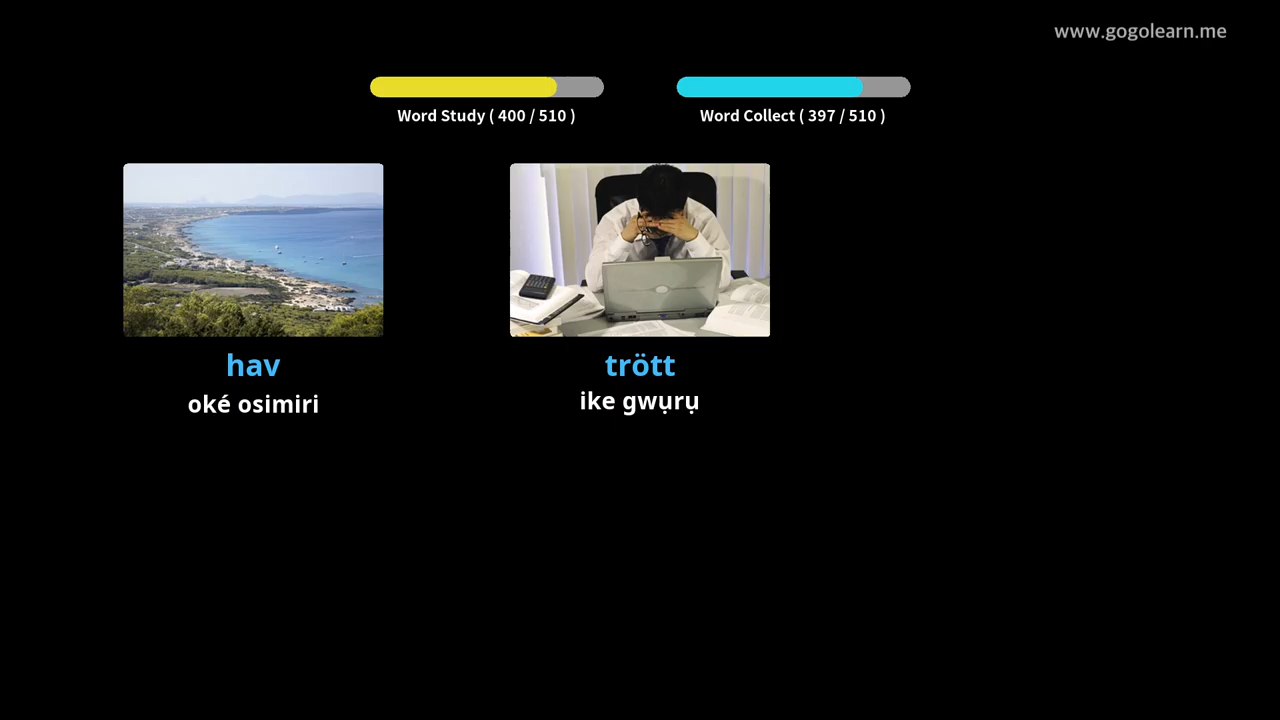 www.gogolearn.me
Word Study ( 400 / 510 )
Word Collect ( 397 / 510 )
hav
oké osimiri
trött
ike gwụrụ